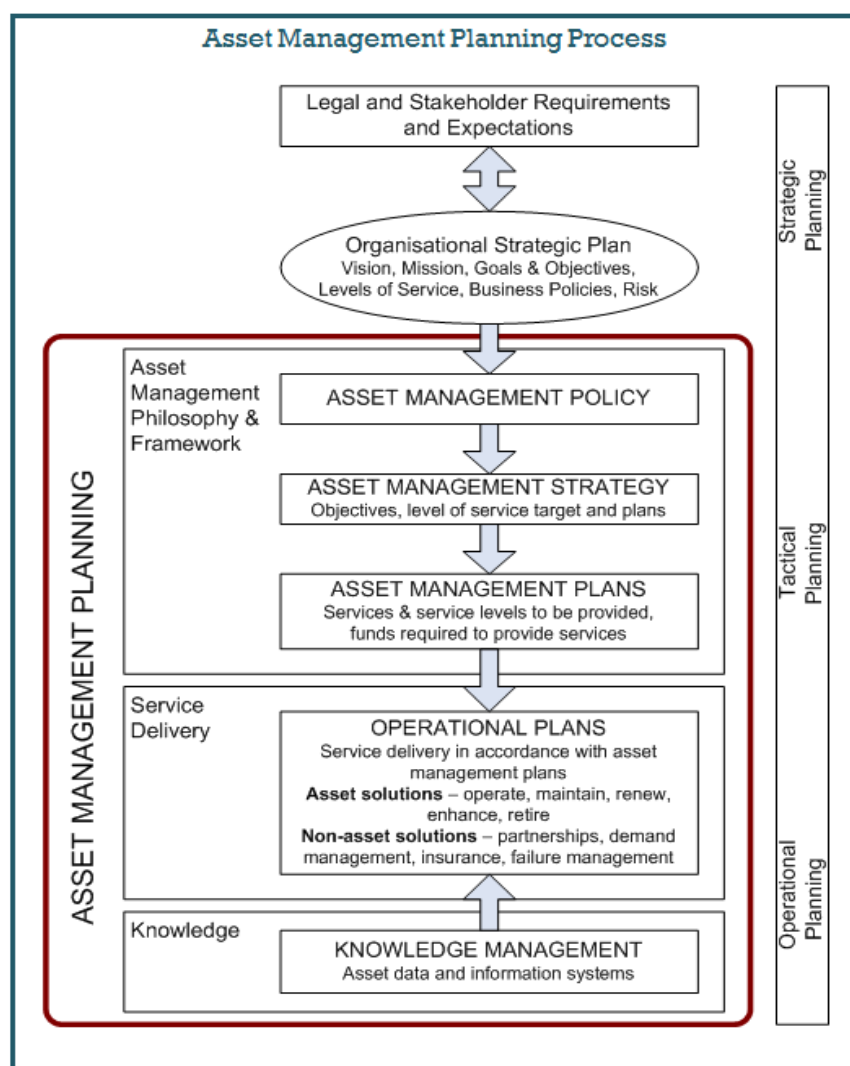 Asset Management Planning Process
Legal and Stakeholder Requirements
and Expectations
Organisational Strategic Plan
Vision, Mission, Goals & Objectives,
Levels of Service, Business Policies, Risk
Strategic
Planning
ASSET MANAGEMENT PLANNING
Asset
Management
Philosophy &
Framework
ASSET MANAGEMENT POLICY
ASSET MANAGEMENT STRATEGY
Objectives, level of service target and plans
ASSET MANAGEMENT PLANS
Services & service levels to be provided,
funds required to provide services
Tactical
Planning
Service
Delivery
OPERATIONAL PLANS
Service delivery in accordance with asset
management plans
Asset solutions – operate, maintain, renew,
enhance, retire
Non-asset solutions – partnerships, demand
management, insurance, failure management
Operational
Planning
Knowledge
KNOWLEDGE MANAGEMENT
Asset data and information systems